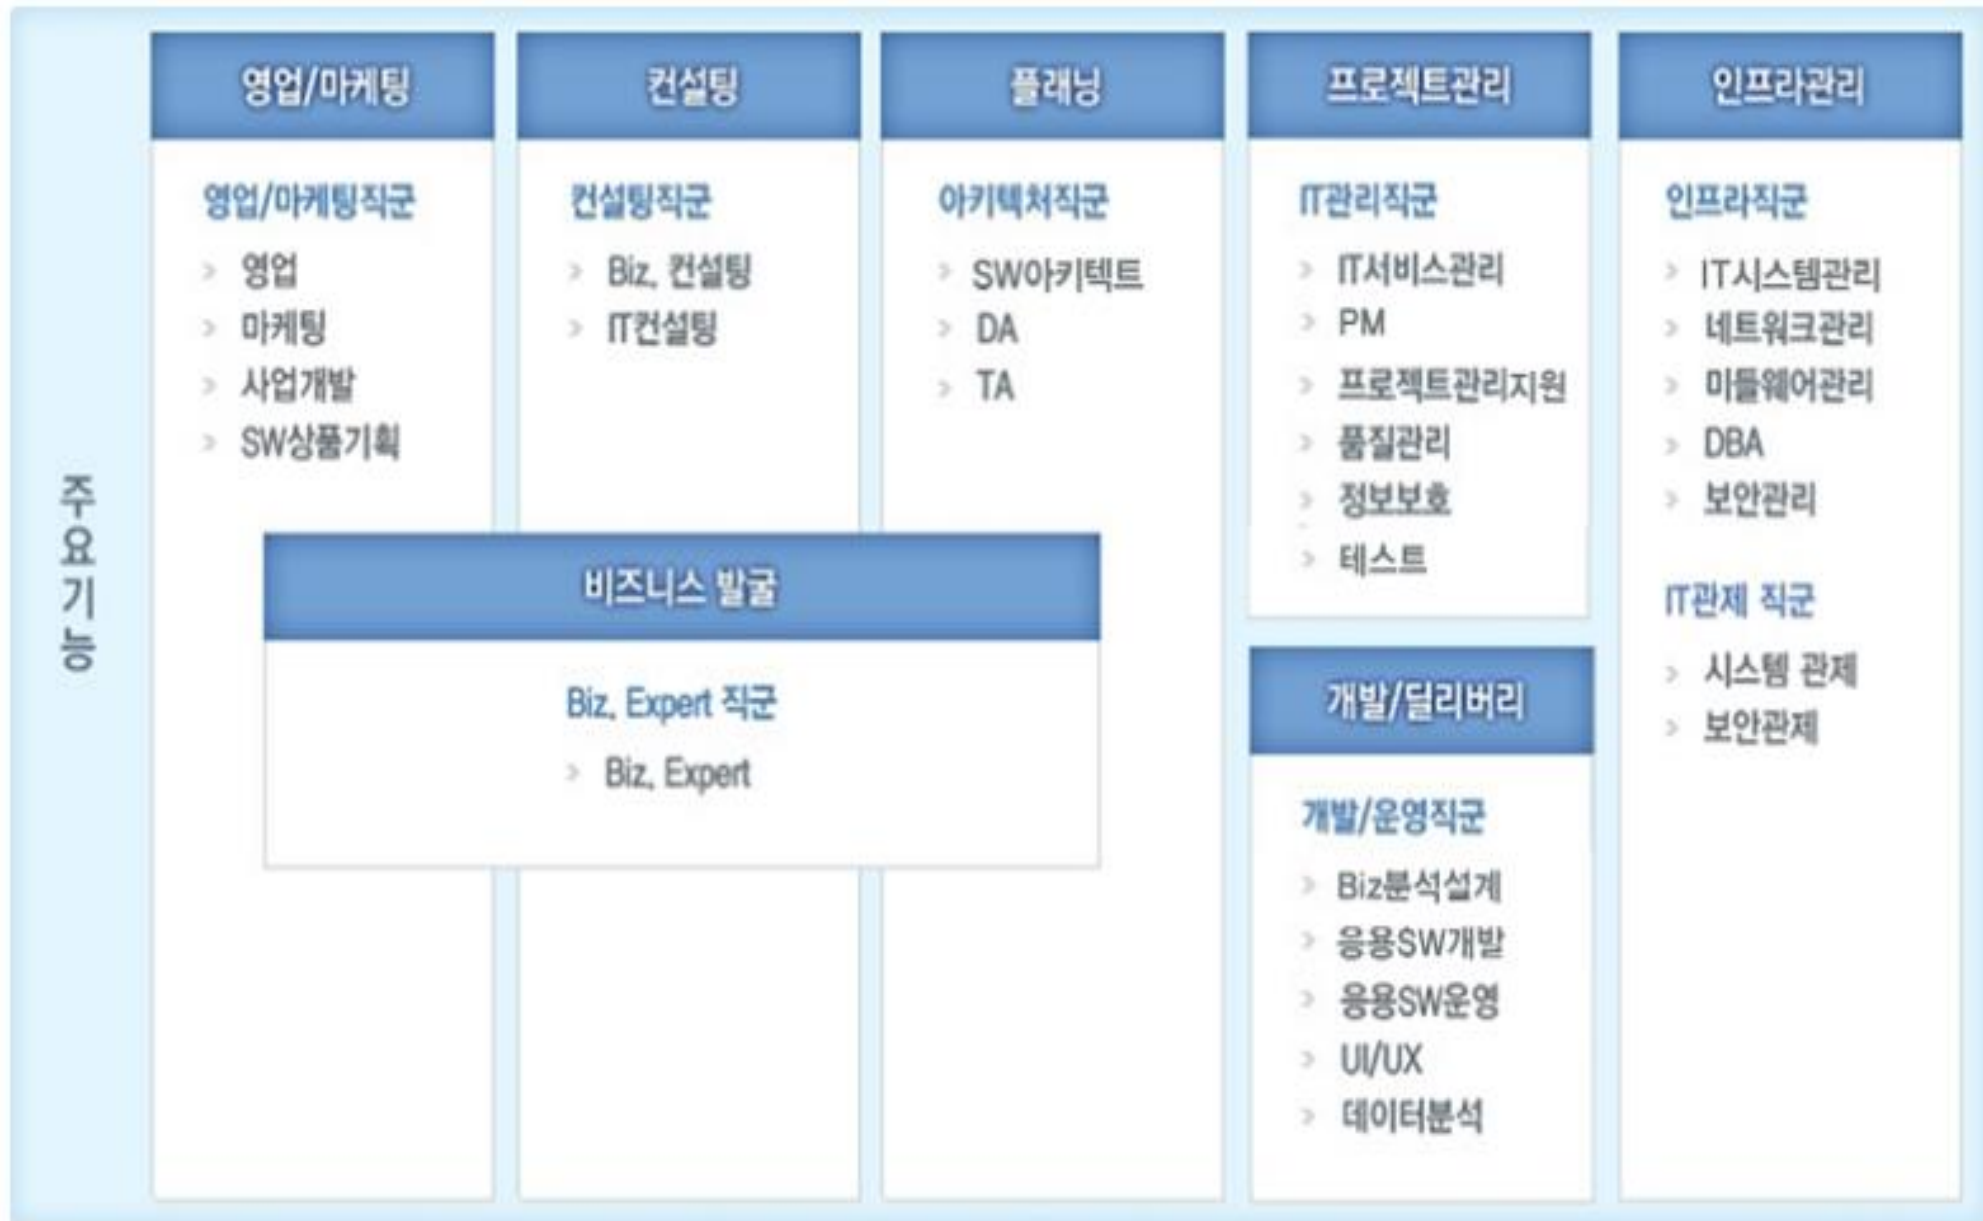 주요기능
영업/마케팅
영업/마케팅직군
영업
마케팅
사업개발
SW상품기획
컨설팅
컨설팅직군
Biz. 컨설팅
IT컨설팅
플래닝
아키텍처직군
SW아키텍트
DA
TA
비즈니스 발굴
Biz. Expert 직군
Biz. Expert
프로젝트관리
IT관리직군
IT서비스관리
PM
프로젝트관리지원
품질관리
정보보호
테스트
개발/딜리버리
개발/운영직군
Biz분석설계
응용SW개발
응용SW운영
UI/UX
데이터분석
인프라관리
인프라직군
IT시스템관리
네트워크관리
미들웨어관리
DBA
보안관리
IT관제 직군
시스템 관제
보안관제